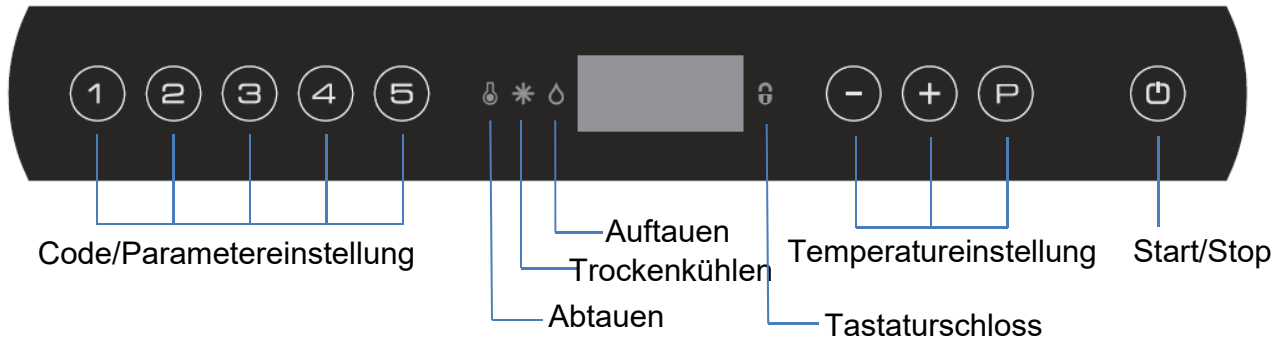 1 2 3 4 5 - + P
Code/Parametereinstellung
Auftauen
Trockenkühlen
Abtauen
Temperatureinstellung
Start/Stop
Tastaturschloss